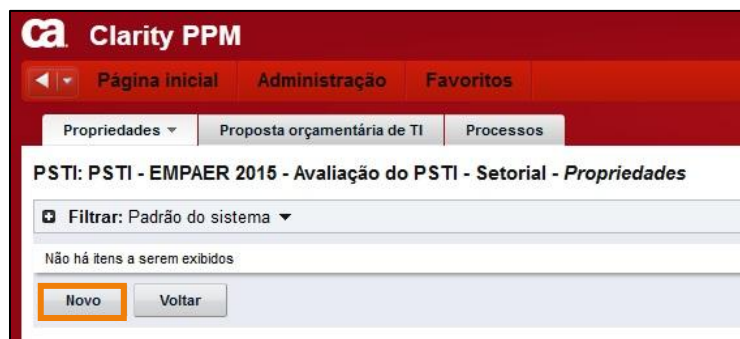 ca Clarity PPM
Página inicial Administração Favoritos
Propriedades Proposta orçamentária de TI Processos
PSTI: PSTI - EMPAER 2015 - Avaliação do PSTI - Setorial - Propriedades
Filtrar: Padrão do sistema
Não há itens a serem exibidos
Novo Voltar